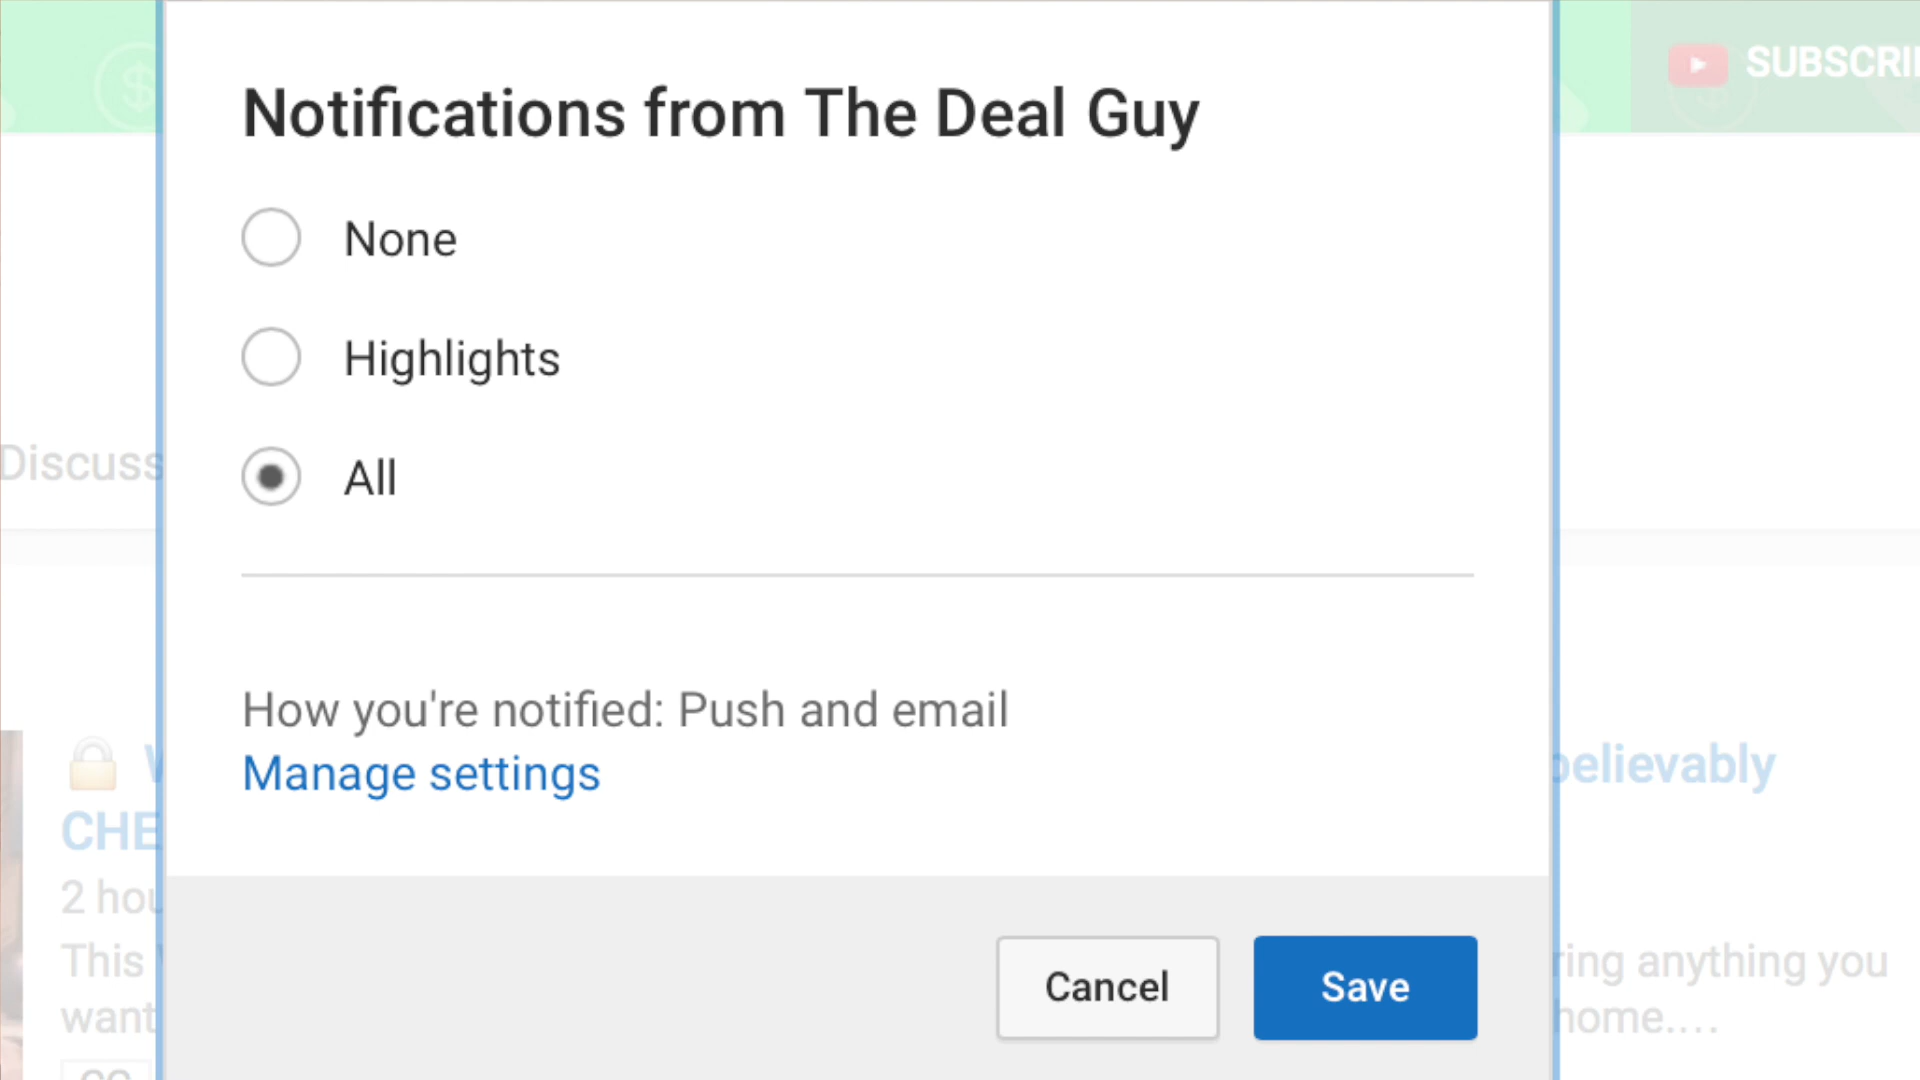 SUBSCRI
Notifications from The Deal Guy
None
Highlights
Discuss
All
How you're notified: Push and email
Manage settings
believably
CHE
2 hou
This
ring anything you
want
home....
Cancel
Save